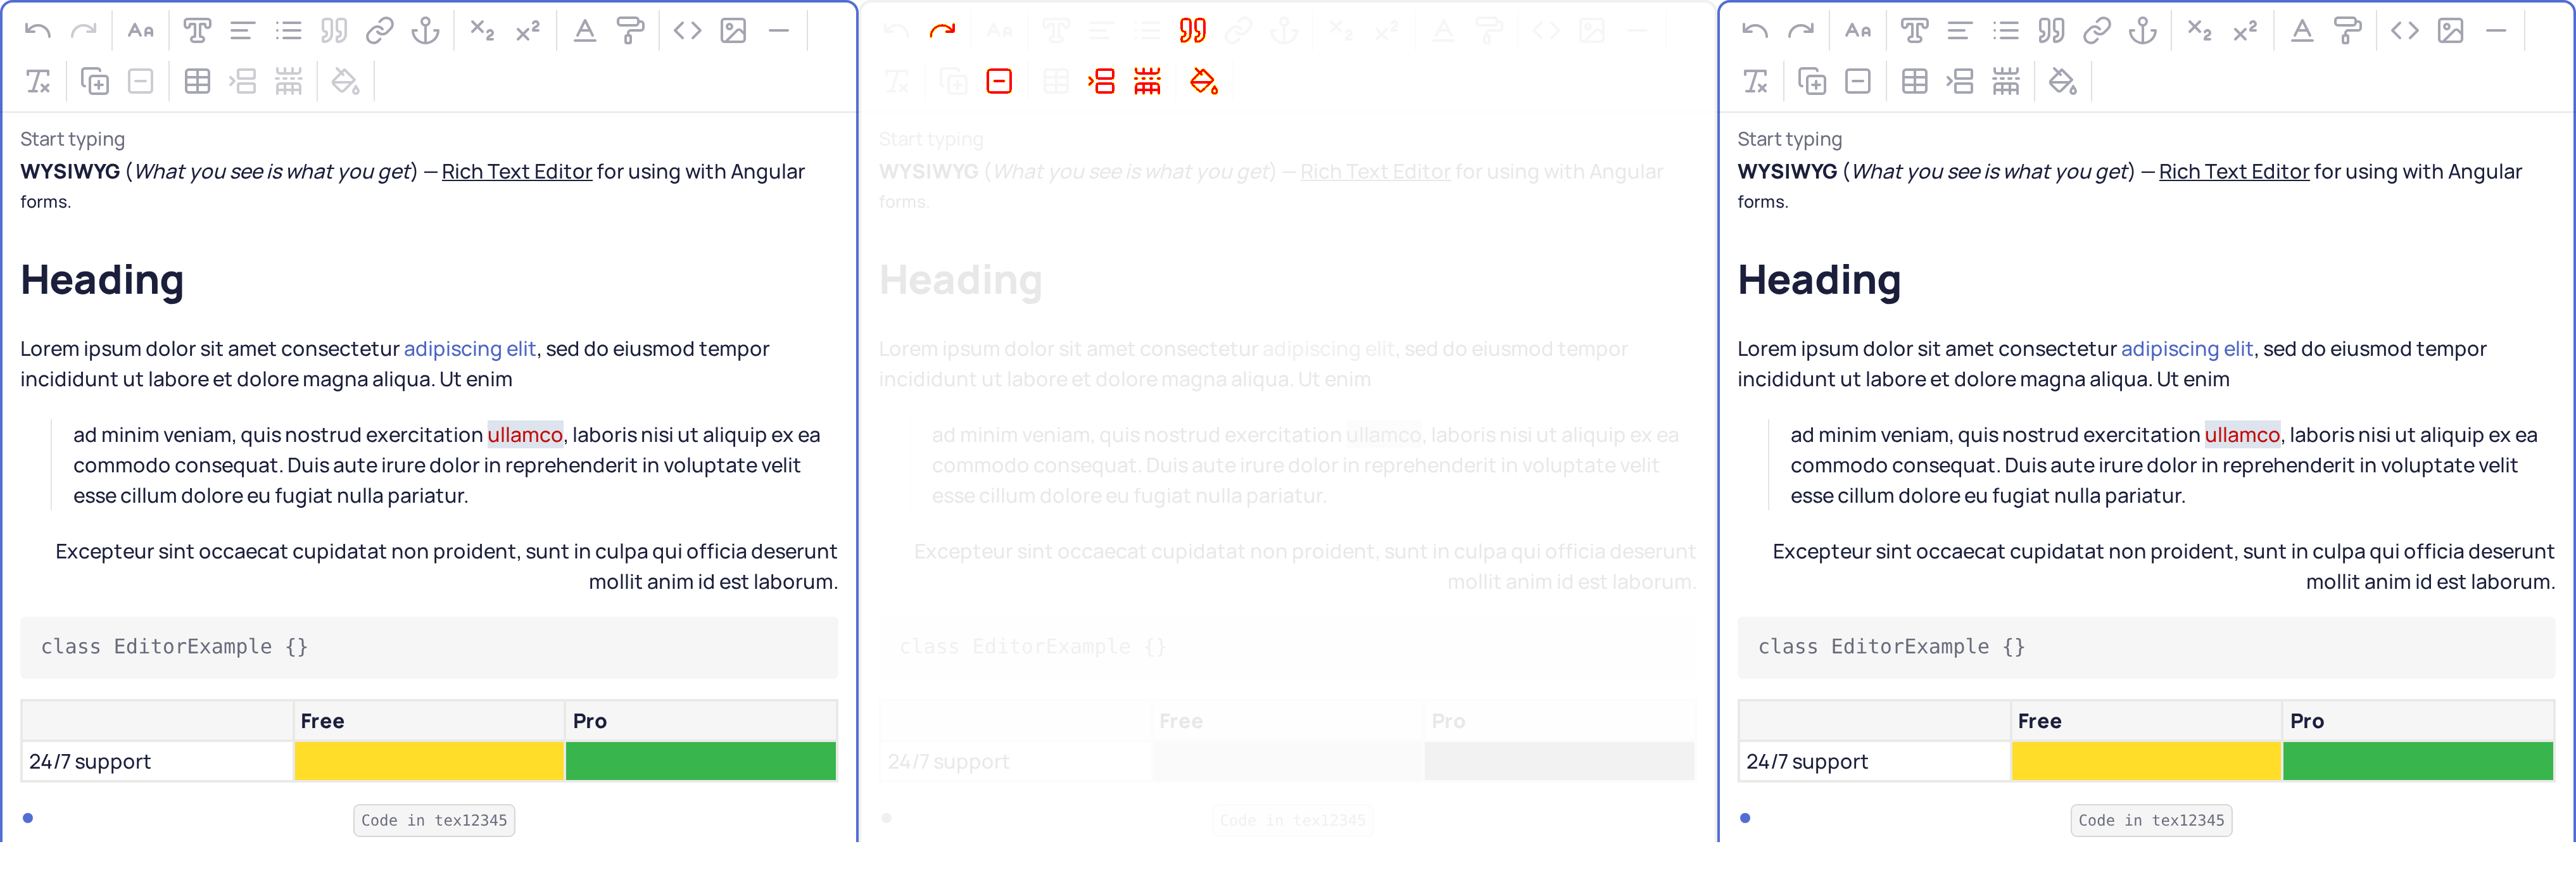 Start typing
WYSIWYG (What you see is what you get) — Rich Text Editor for using with Angular
forms.
Heading
Lorem ipsum dolor sit amet consectetur adipiscing elit, sed do eiusmod tempor
incididunt ut labore et dolore magna aliqua. Ut enim
ad minim veniam, quis nostrud exercitation ullamco, laboris nisi ut aliquip ex ea
commodo consequat. Duis aute irure dolor in reprehenderit in voluptate velit
esse cillum dolore eu fugiat nulla pariatur.
Excepteur sint occaecat cupidatat non proident, sunt in culpa qui officia deserunt
mollit anim id est laborum.
class EditorExample {}
Free Pro
24/7 support
Code in tex12345
Start typing
WYSIWYG (What you see is what you get) — Rich Text Editor for using with Angular
forms.
Heading
Lorem ipsum dolor sit amet consectetur adipiscing elit, sed do eiusmod tempor
incididunt ut labore et dolore magna aliqua. Ut enim
ad minim veniam, quis nostrud exercitation ullamco, laboris nisi ut aliquip ex ea
commodo consequat. Duis aute irure dolor in reprehenderit in voluptate velit
esse cillum dolore eu fugiat nulla pariatur.
Excepteur sint occaecat cupidatat non proident, sunt in culpa qui officia deserunt
mollit anim id est laborum.
class EditorExample {}
Free Pro
24/7 support
Code in tex12345
Start typing
WYSIWYG (What you see is what you get) — Rich Text Editor for using with Angular
forms.
Heading
Lorem ipsum dolor sit amet consectetur adipiscing elit, sed do eiusmod tempor
incididunt ut labore et dolore magna aliqua. Ut enim
ad minim veniam, quis nostrud exercitation ullamco, laboris nisi ut aliquip ex ea
commodo consequat. Duis aute irure dolor in reprehenderit in voluptate velit
esse cillum dolore eu fugiat nulla pariatur.
Excepteur sint occaecat cupidatat non proident, sunt in culpa qui officia deserunt
mollit anim id est laborum.
class EditorExample {}
Free Pro
24/7 support
Code in tex12345